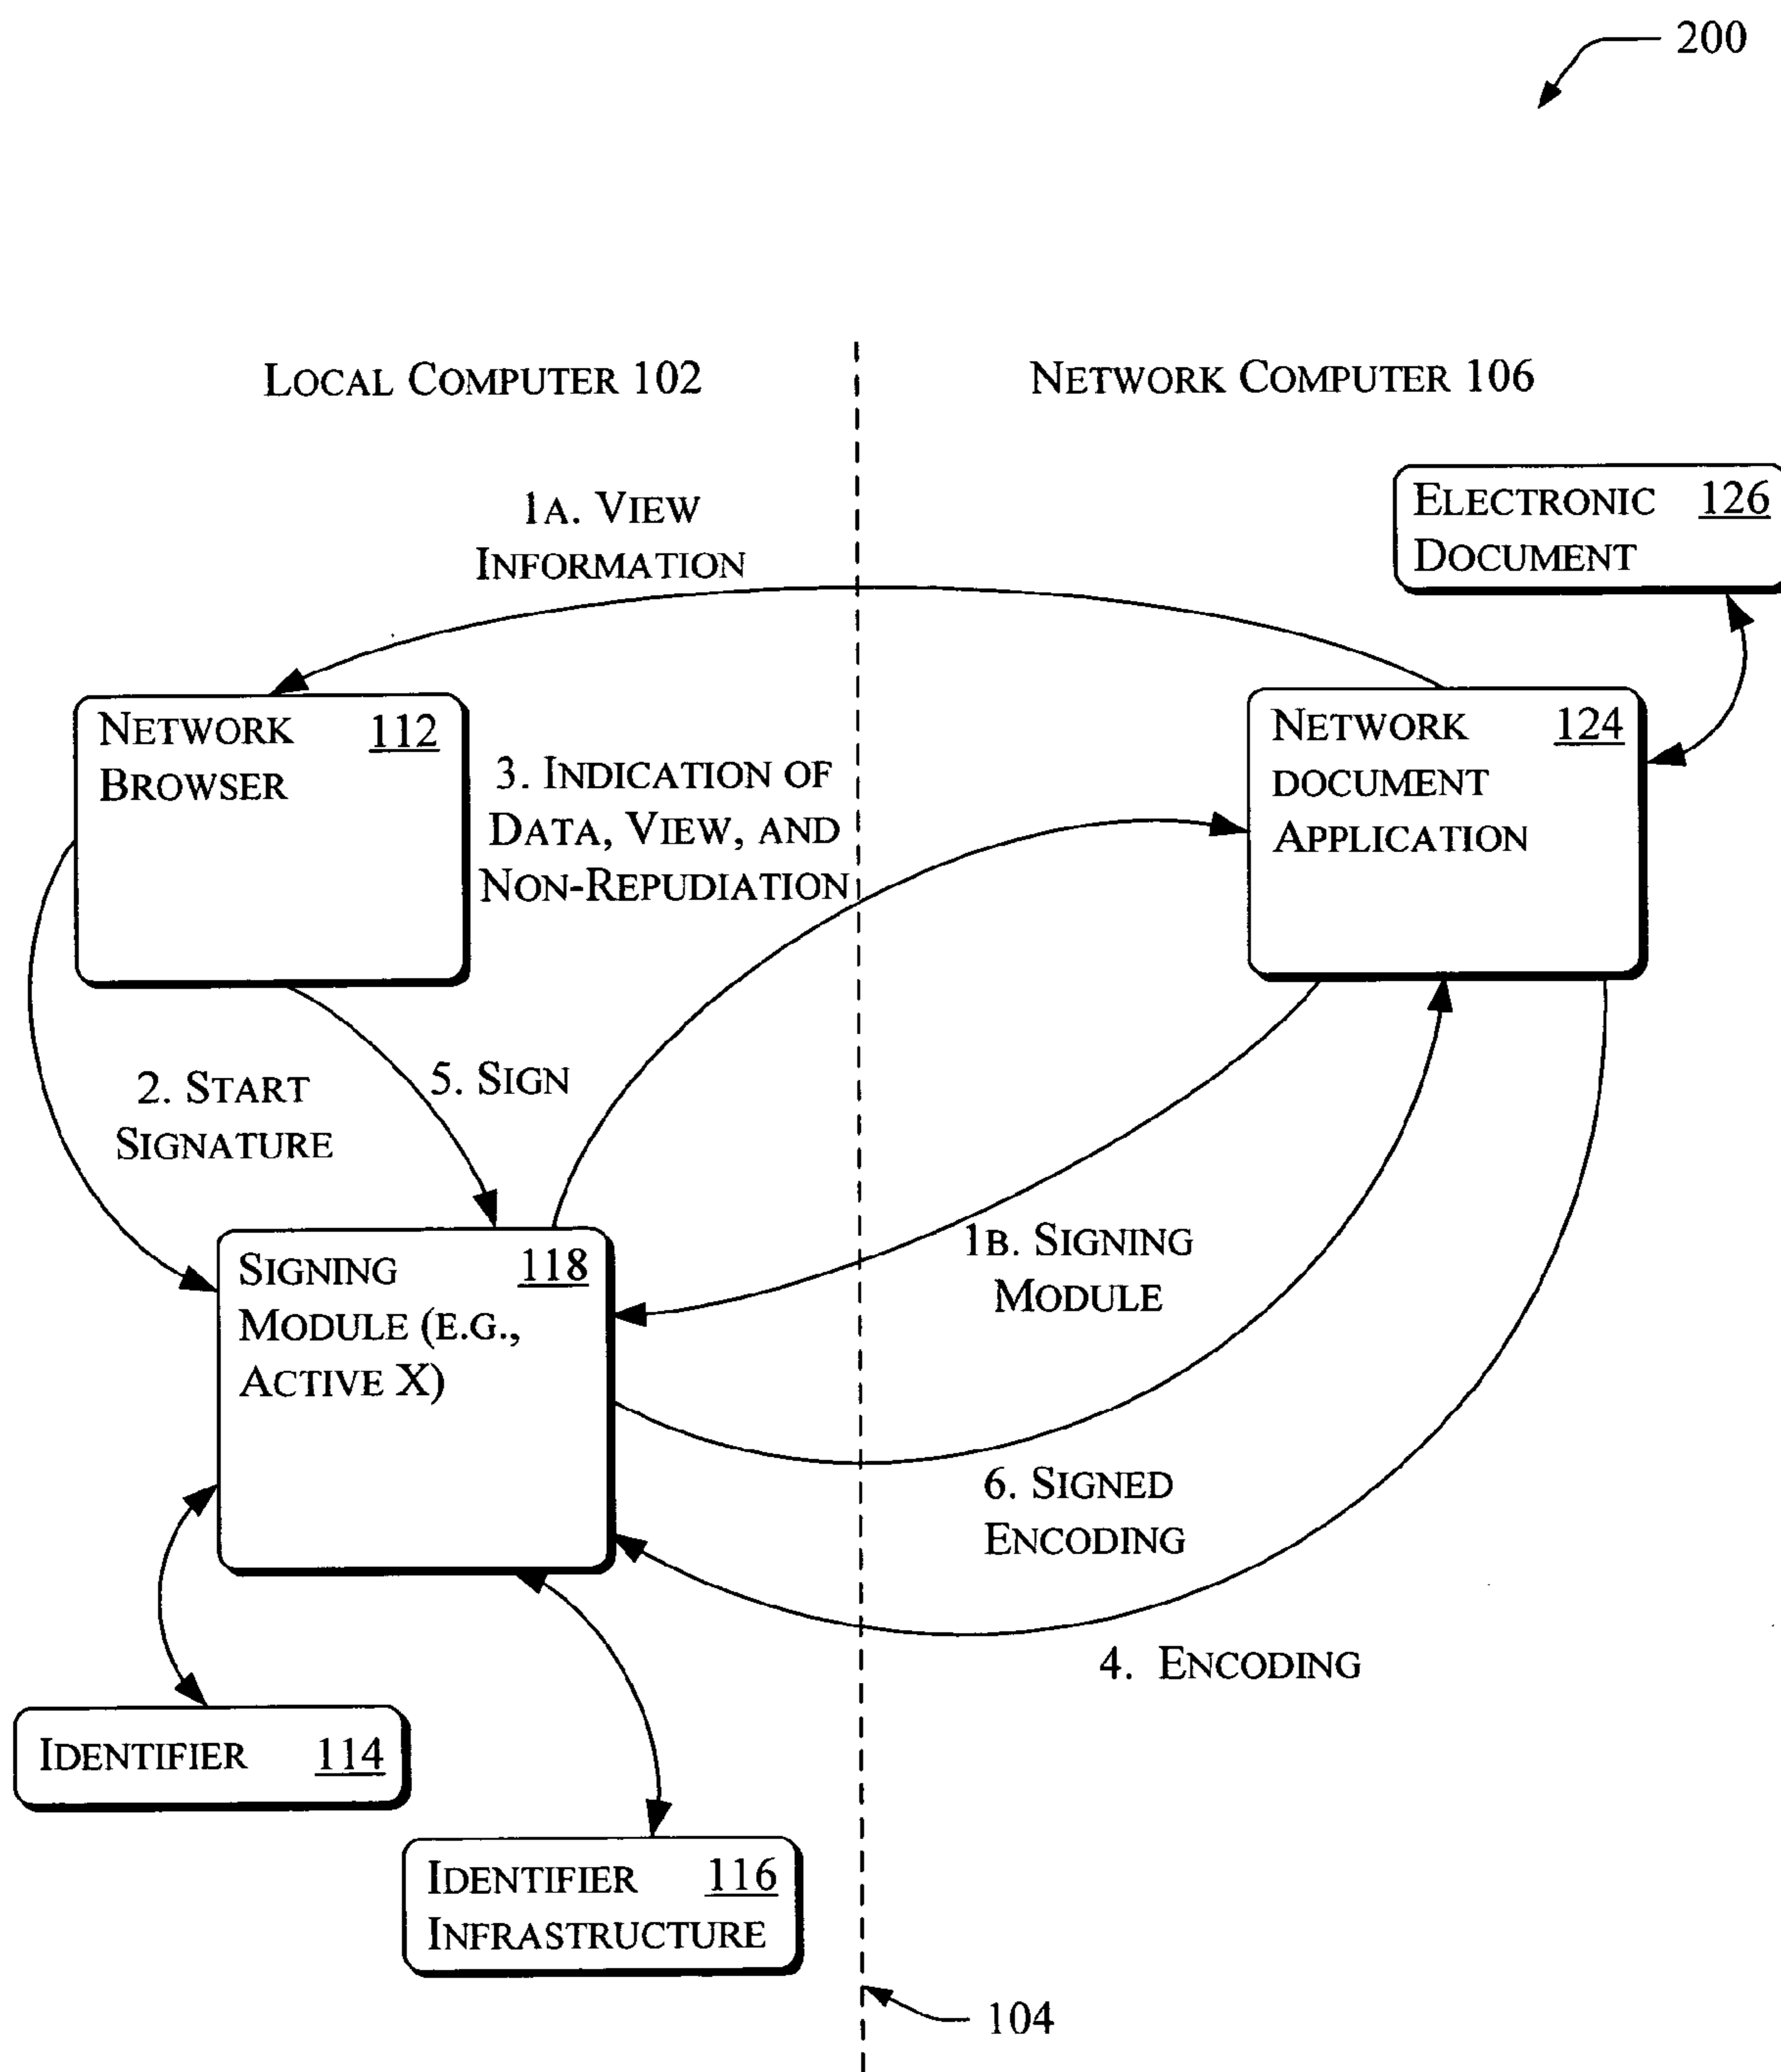 200
LOCAL COMPUTER 102
NETWORK COMPUTER 106
1A. VIEW
INFORMATION
ELECTRONIC 126
DOCUMENT
NETWORK 112
BROWSER
3. INDICATION OF
DATA, VIEW, AND
NON-REPUDIATION
NETWORK 124
DOCUMENT
APPLICATION
2. START
SIGNATURE
5. SIGN
SIGNING 118
MODULE (E.G.,
ACTIVE X)
1B. SIGNING
MODULE
6. SIGNED
ENCODING
4. ENCODING
IDENTIFIER 114
IDENTIFIER 116
INFRASTRUCTURE
104